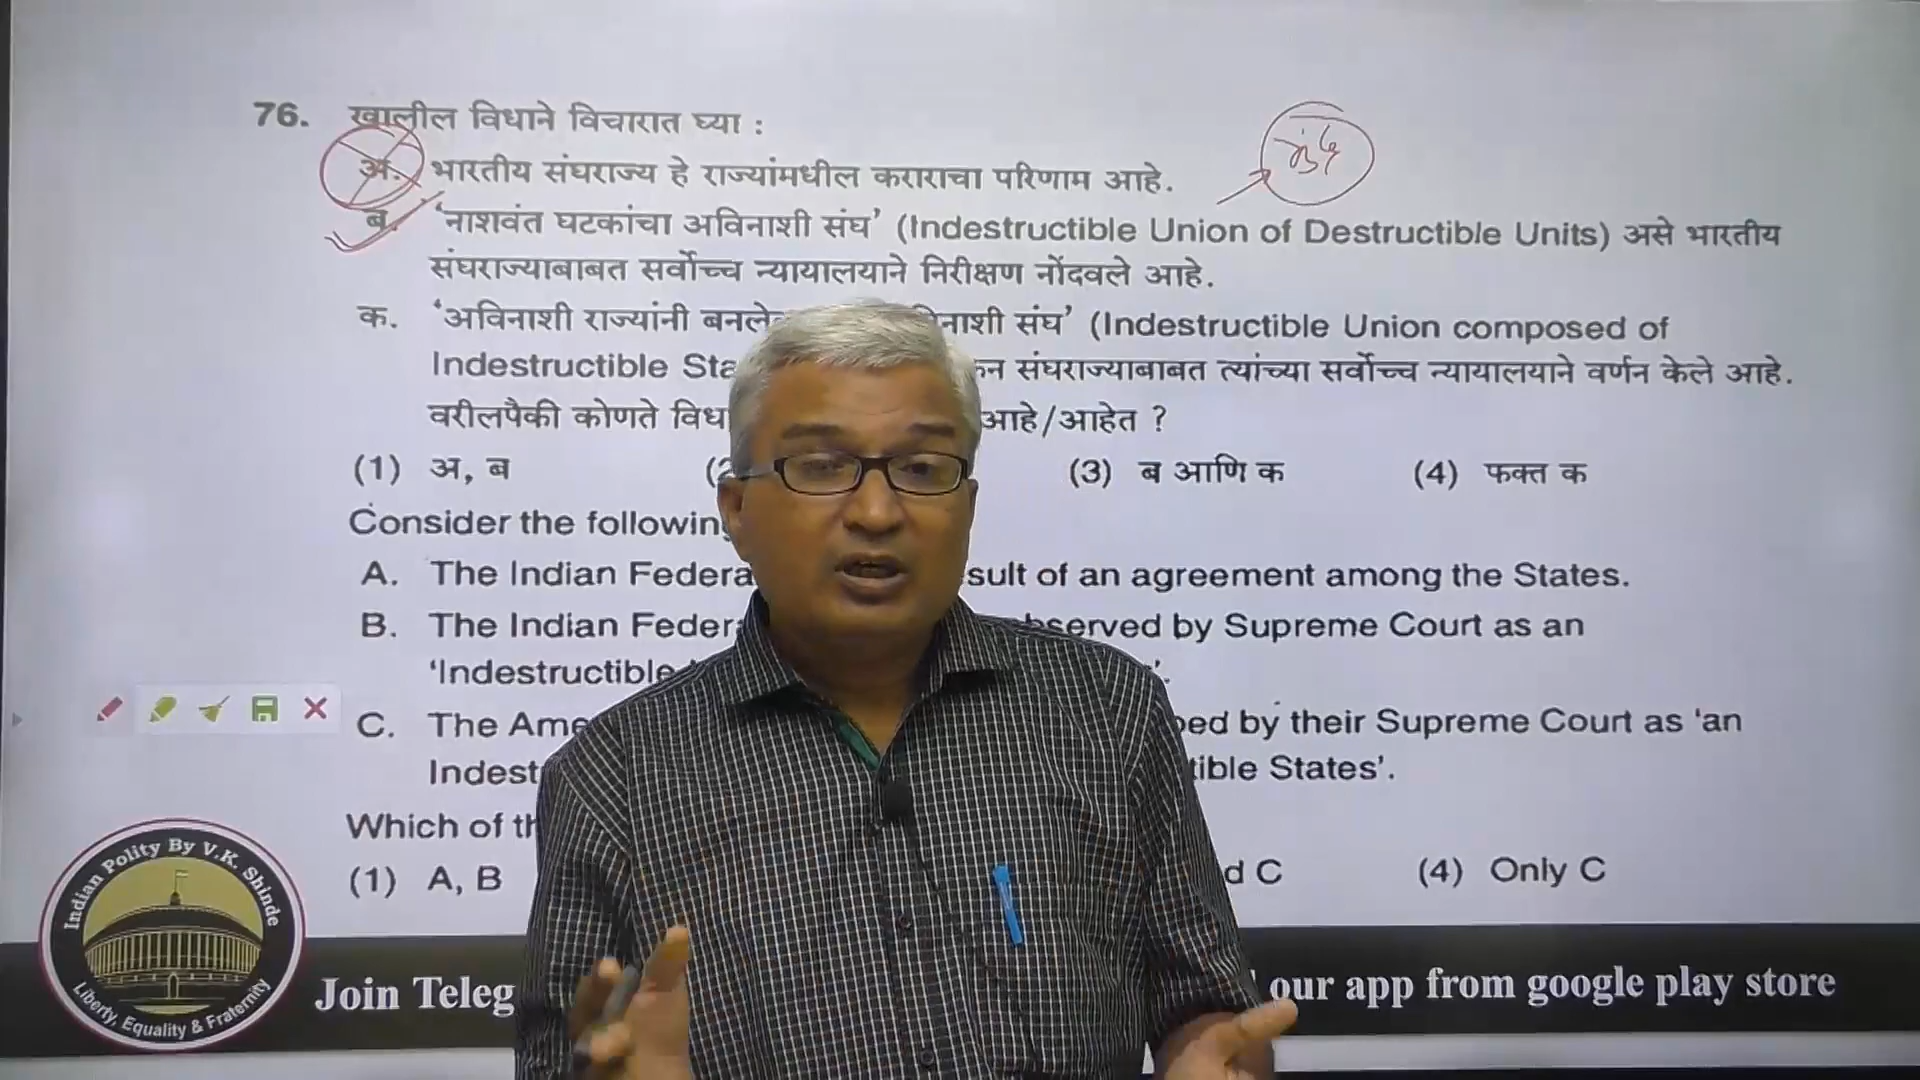 76. खालील विधाने विचारात घ्या :
अ. भारतीय संघराज्य हे राज्यांमधील कराराचा परिणाम आहे.
ब. ‘नाशवंत घटकांचा अविनाशी संघ’ (Indestructible Union of Destructible Units) असे भारतीय
संघराज्याबाबत सर्वोच्च न्यायालयाने निरीक्षण नोंदवले आहे.
क. ‘अविनाशी राज्यांनी बनले संघ’ (Indestructible Union composed of
Indestructible संघराज्याबाबत त्यांच्या सर्वोच्च न्यायालयाने वर्णन केले आहे.
वरीलपैकी कोणते आहे/आहेत ?
(1) अ, ब (3) ब आणि क (4) फक्त क
Consider the following
A. The Indian Federa sult of an agreement among the States.
B. The Indian Feder served by Supreme Court as an
‘Indestructible ’.
C. The Ame bed by their Supreme Court as 'an
Indest tible States’.
Which of th
(1) A, B d C (4) Only C
Indian Polity By V.K. Shinde
Liberty, Equality & Fraternity
Join Teleg our app from google play store